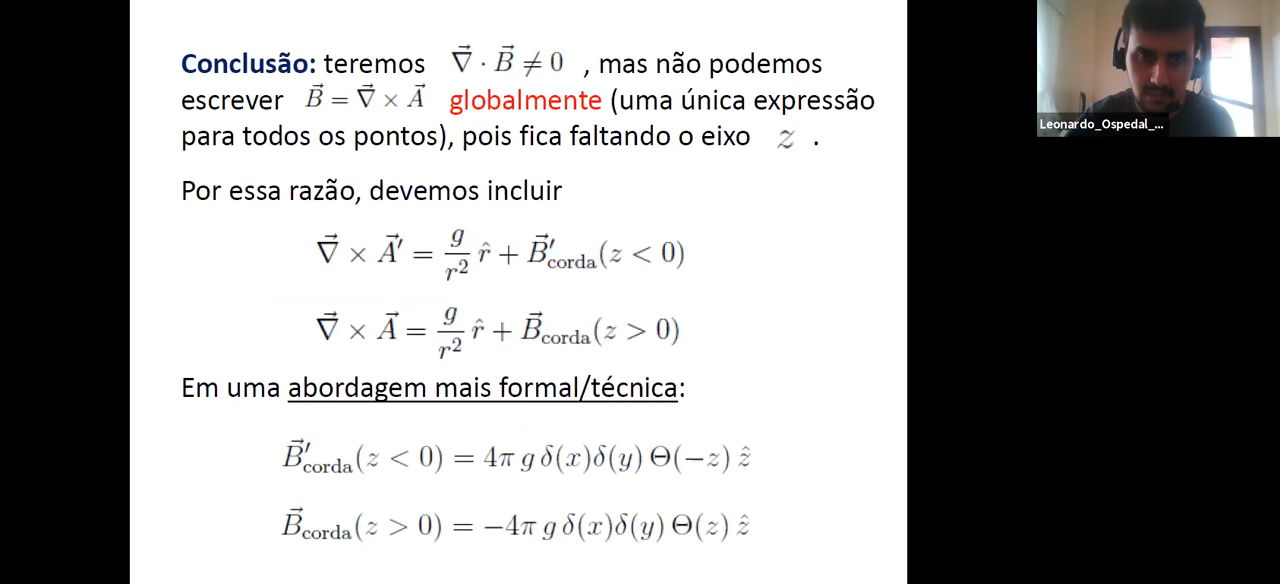 Conclusão: teremos ∇⃗ · B⃗ ≠ 0 , mas não podemos
escrever B⃗ = ∇⃗ × A⃗ globalmente (uma única expressão
para todos os pontos), pois fica faltando o eixo z .
Por essa razão, devemos incluir
∇⃗ × A⃗′ = g/r² r̂ + B⃗′corda(z < 0)
∇⃗ × A⃗ = g/r² r̂ + B⃗corda(z > 0)
Em uma abordagem mais formal/técnica:
B⃗′corda(z < 0) = 4π g δ(x)δ(y) Θ(−z) ẑ
B⃗corda(z > 0) = −4π g δ(x)δ(y) Θ(z) ẑ
Leonardo_Ospedal_...